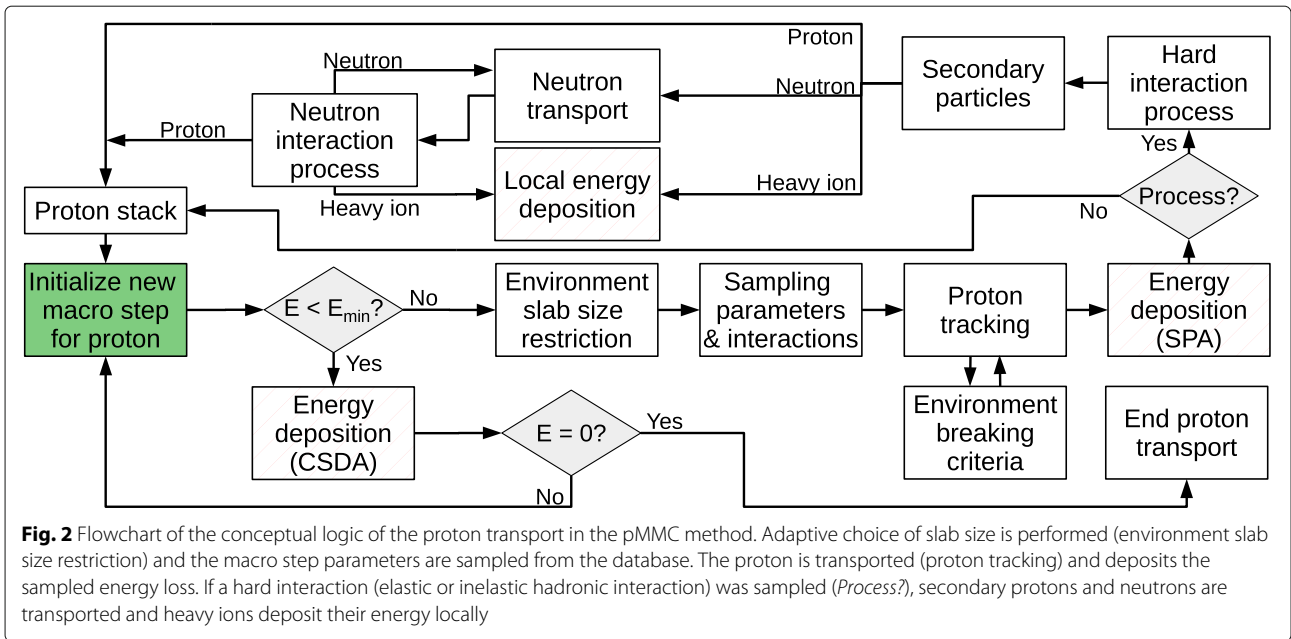 Proton
Neutron
Neutron
transport
Secondary
particles
Hard
interaction
process
Neutron
Neutron
interaction
process
Proton
Yes
Local energy
deposition
Heavy ion
Heavy ion
Process?
No
Proton stack
Initialize new
macro step
for proton
E < Emin?
No
Environment
slab size
restriction
Sampling
parameters
& interactions
Proton
tracking
Energy
deposition
(SPA)
Yes
Energy
deposition
(CSDA)
E = 0?
Yes
Environment
breaking
criteria
End proton
transport
No
Fig. 2 Flowchart of the conceptual logic of the proton transport in the pMMC method. Adaptive choice of slab size is performed (environment slab
size restriction) and the macro step parameters are sampled from the database. The proton is transported (proton tracking) and deposits the
sampled energy loss. If a hard interaction (elastic or inelastic hadronic interaction) was sampled (Process?), secondary protons and neutrons are
transported and heavy ions deposit their energy locally